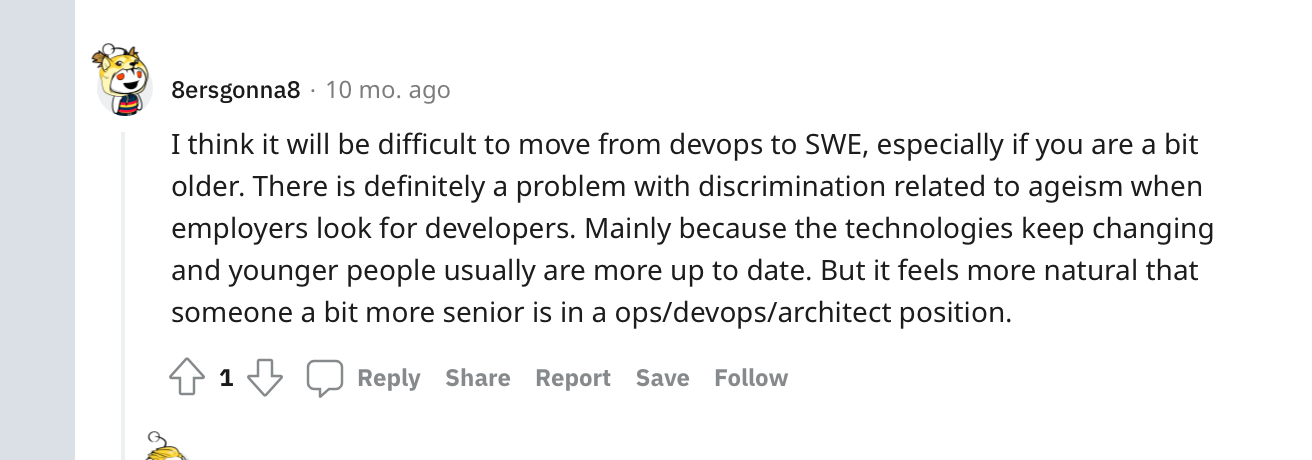 8ersgonna8 · 10 mo. ago
I think it will be difficult to move from devops to SWE, especially if you are a bit
older. There is definitely a problem with discrimination related to ageism when
employers look for developers. Mainly because the technologies keep changing
and younger people usually are more up to date. But it feels more natural that
someone a bit more senior is in a ops/devops/architect position.
1 Reply Share Report Save Follow